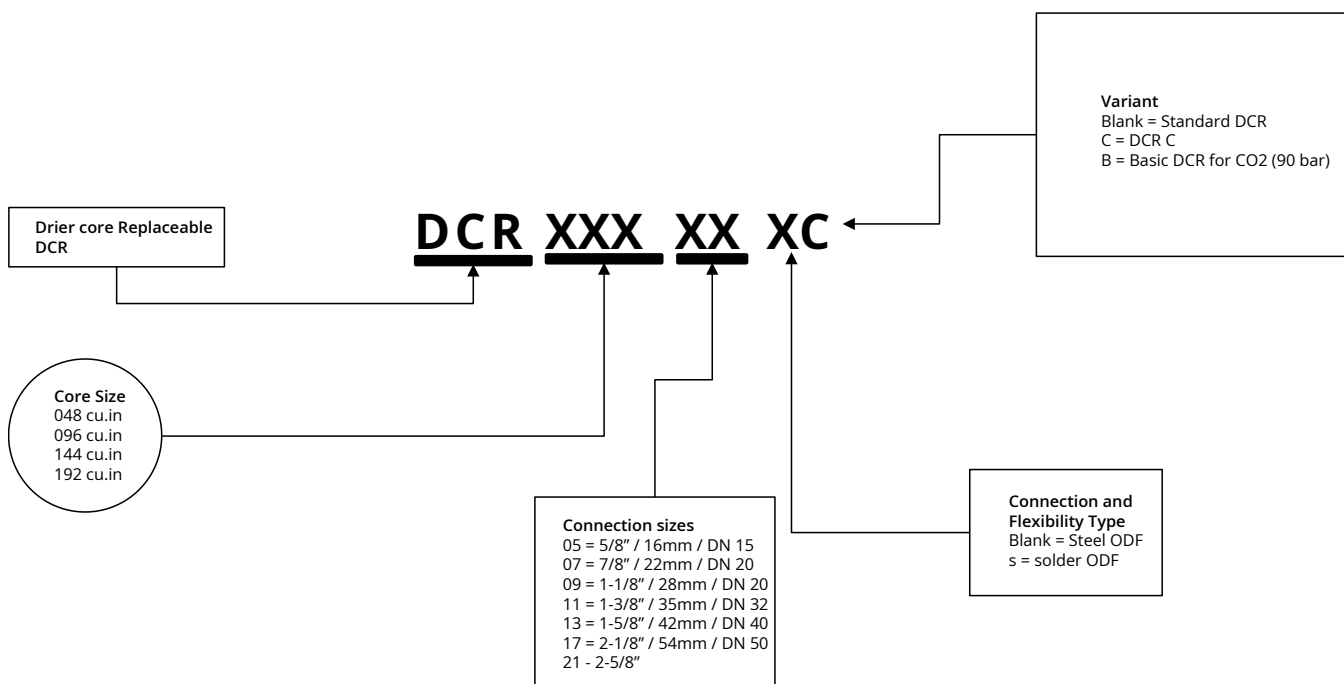 Variant
Blank = Standard DCR
C = DCR C
B = Basic DCR for CO2 (90 bar)
Drier core Replaceable
DCR
DCR XXX XX XC
Core Size
048 cu.in
096 cu.in
144 cu.in
192 cu.in
Connection sizes
05 = 5/8” / 16mm / DN 15
07 = 7/8” / 22mm / DN 20
09 = 1-1/8” / 28mm / DN 20
11 = 1-3/8” / 35mm / DN 32
13 = 1-5/8” / 42mm / DN 40
17 = 2-1/8” / 54mm / DN 50
21 - 2-5/8”
Connection and
Flexibility Type
Blank = Steel ODF
s = solder ODF